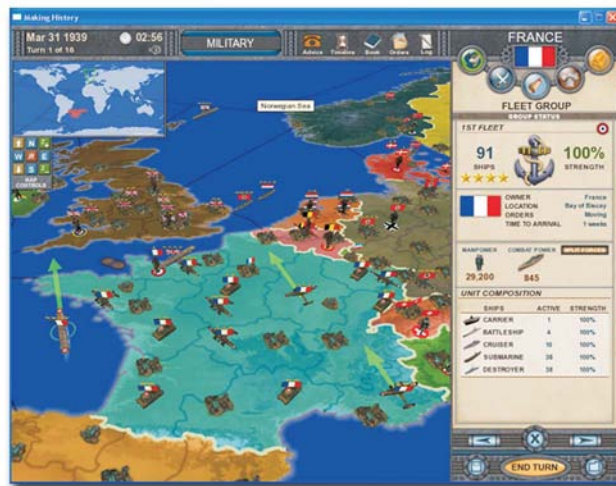 Making History
Mar 31 1939
02:56
Turn 1 of 16
MILITARY
Advice
Timeline
Book
Orders
Log
FRANCE
Norwegian Sea
N
W R E
S
MAP
CONTROLS
FLEET GROUP
GROUP STATUS
1ST FLEET
91
SHIPS
100%
STRENGTH
OWNER France
LOCATION Bay of Biscay
ORDERS Moving
TIME TO ARRIVAL 1 weeks
MANPOWER
29,200
COMBAT POWER
845
UNIT COMPOSITION
SHIPS ACTIVE STRENGTH
CARRIER 1 100%
BATTLESHIP 4 100%
CRUISER 10 100%
SUBMARINE 38 100%
DESTROYER 38 100%
X
END TURN